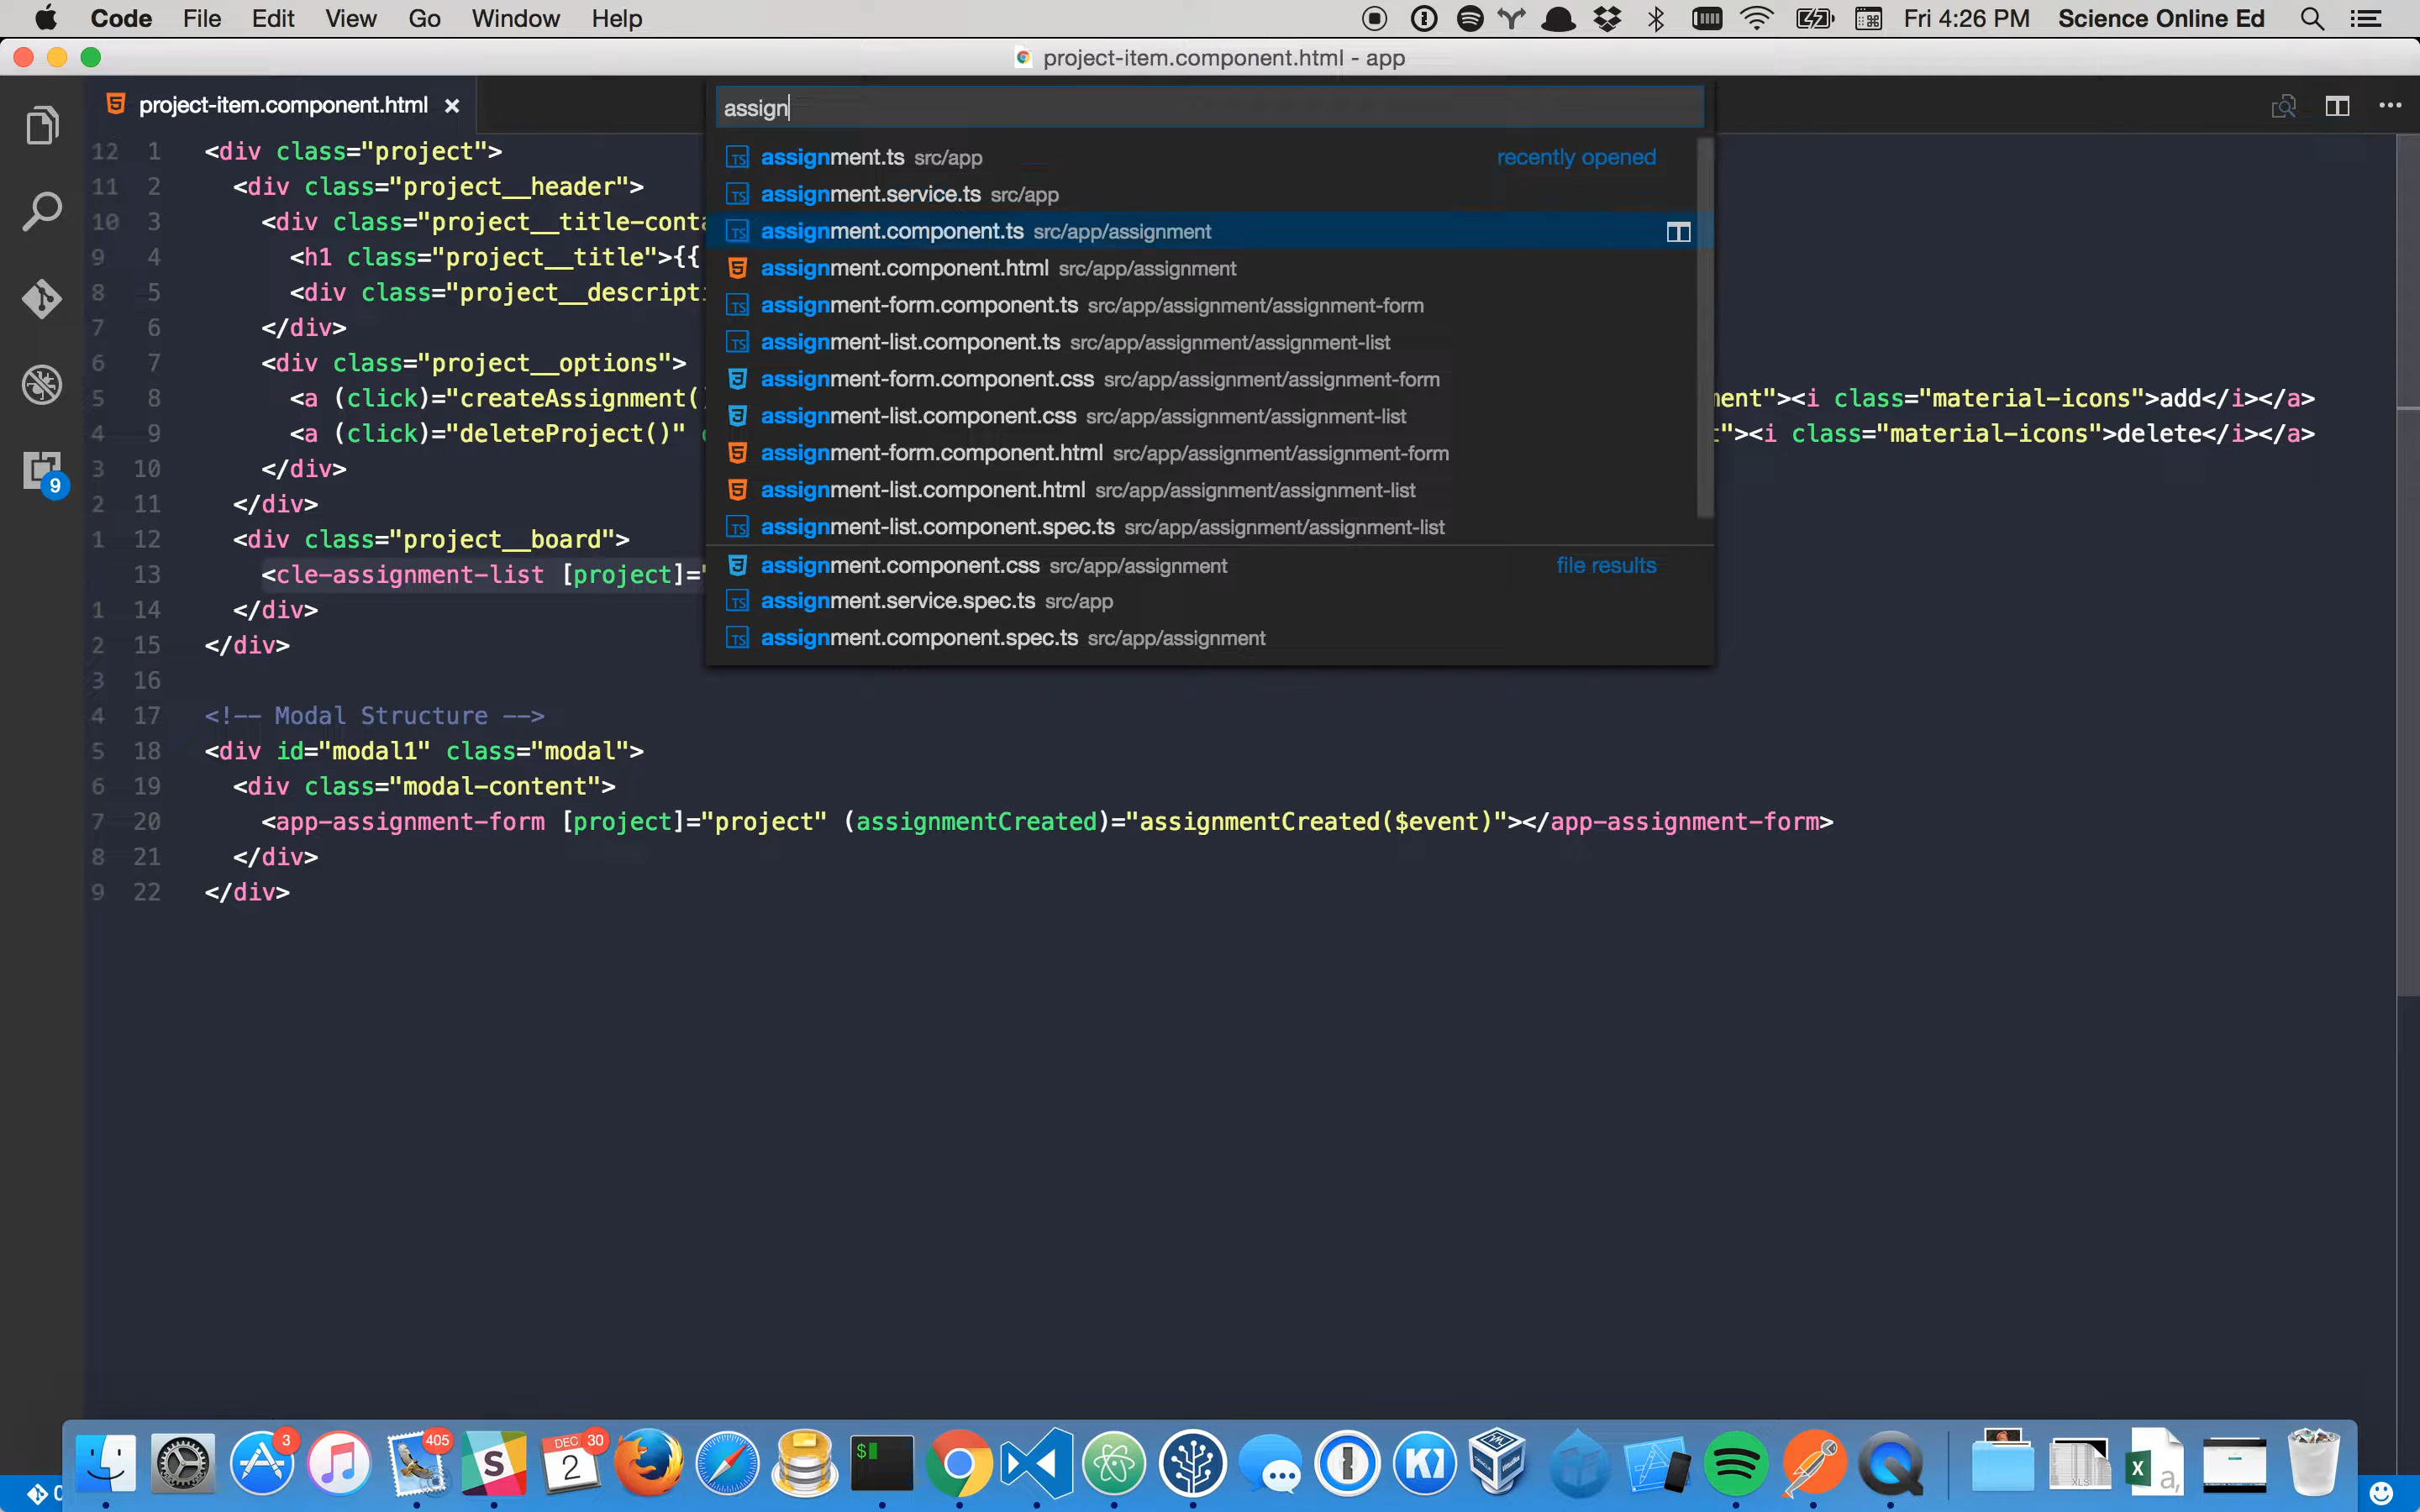 Code File Edit View Go Window Help Fri 4:26 PM Science Online Ed
project-item.component.html - app
project-item.component.html ×
assign
assignment.ts src/app recently opened
assignment.service.ts src/app
assignment.component.ts src/app/assignment
assignment.component.html src/app/assignment
assignment-form.component.ts src/app/assignment/assignment-form
assignment-list.component.ts src/app/assignment/assignment-list
assignment-form.component.css src/app/assignment/assignment-form
assignment-list.component.css src/app/assignment/assignment-list
assignment-form.component.html src/app/assignment/assignment-form
assignment-list.component.html src/app/assignment/assignment-list
assignment-list.component.spec.ts src/app/assignment/assignment-list
assignment.component.css src/app/assignment file results
assignment.service.spec.ts src/app
assignment.component.spec.ts src/app/assignment
12 1 <div class="project">
11 2 <div class="project__header">
10 3 <div class="project__title-conta
9 4 <h1 class="project__title">{{
8 5 <div class="project__descripti
7 6 </div>
6 7 <div class="project__options">
5 8 <a (click)="createAssignment() ment"><i class="material-icons">add</i></a>
4 9 <a (click)="deleteProject()" "><i class="material-icons">delete</i></a>
3 10 </div>
2 11 </div>
1 12 <div class="project__board">
13 <cle-assignment-list [project]="
1 14 </div>
2 15 </div>
3 16
4 17 <!-- Modal Structure -->
5 18 <div id="modal1" class="modal">
6 19 <div class="modal-content">
7 20 <app-assignment-form [project]="project" (assignmentCreated)="assignmentCreated($event)"></app-assignment-form>
8 21 </div>
9 22 </div>
9
3
405
DEC 30
2
S
$
XLS
X a,